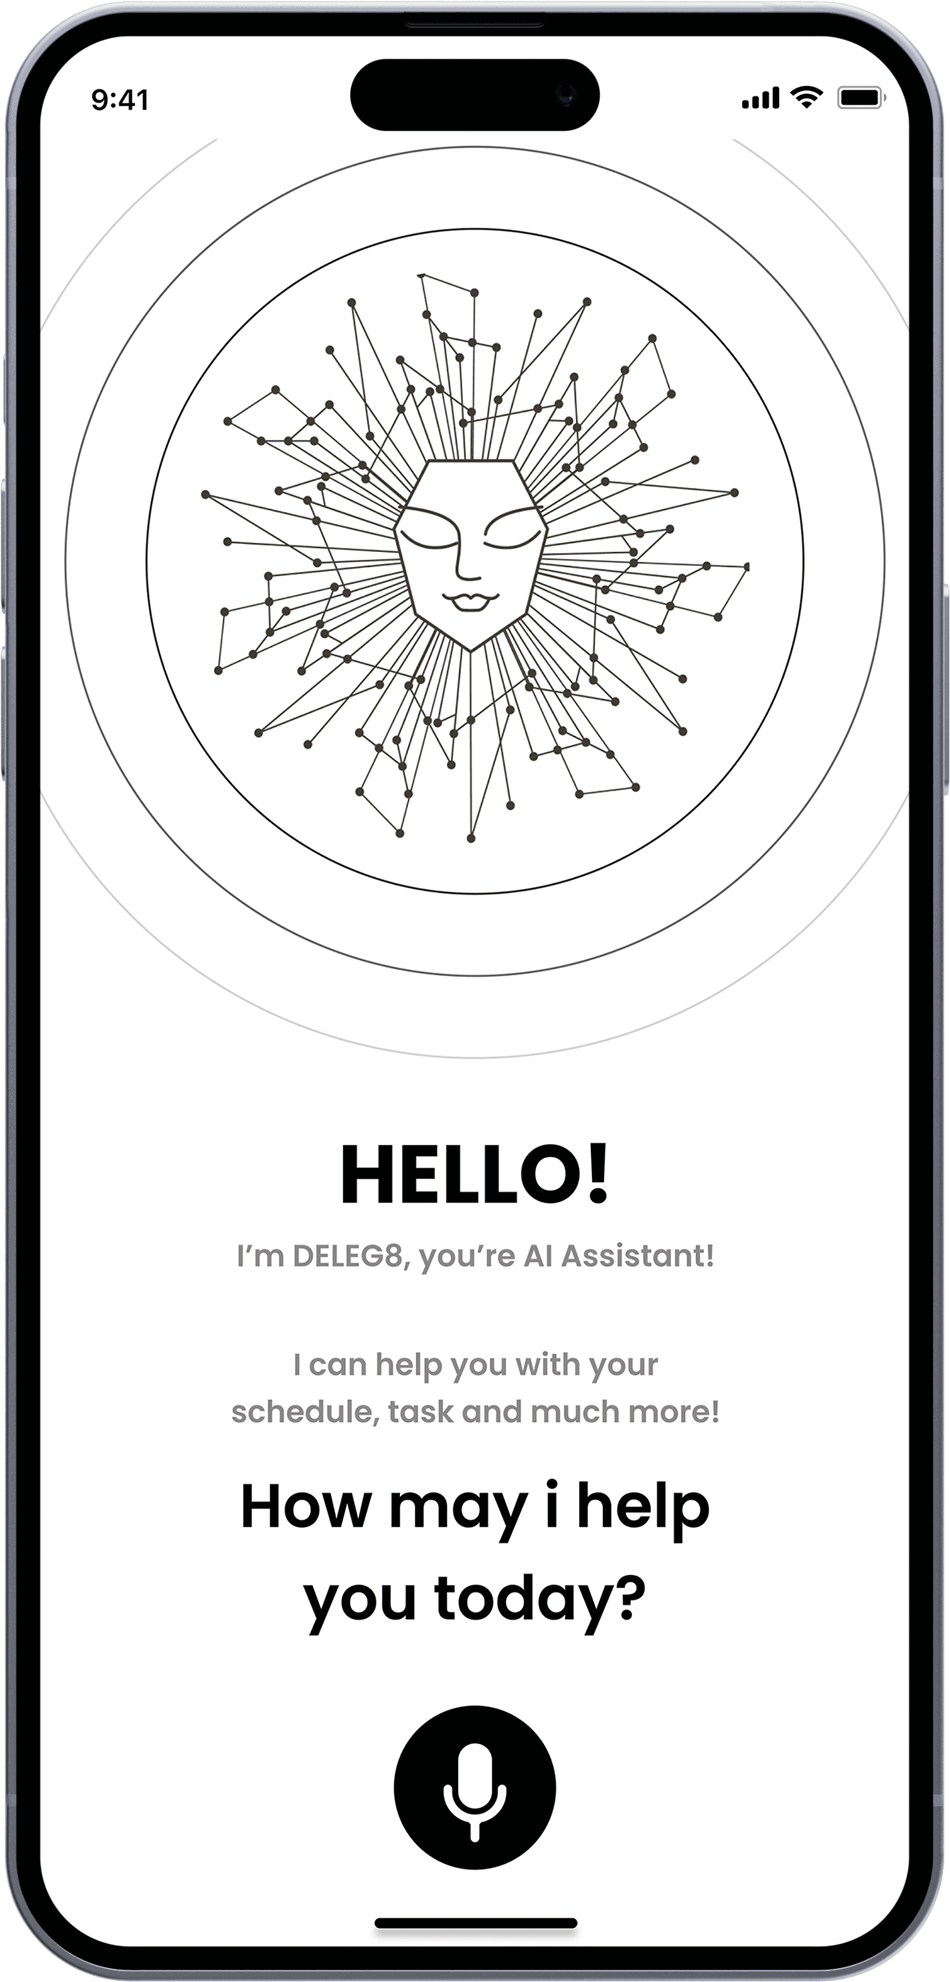 9:41
HELLO!
I’m DELEG8, you’re AI Assistant!
I can help you with your
schedule, task and much more!
How may i help
you today?